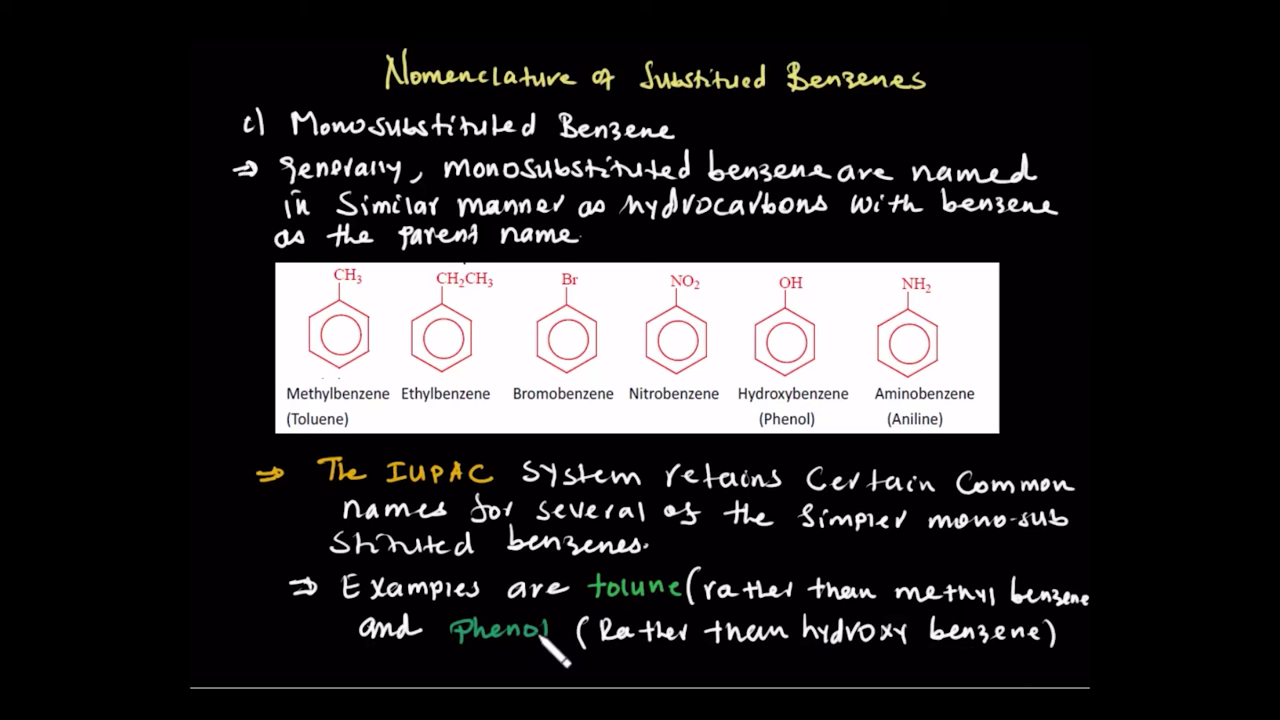 Nomenclature of Substitued Benzenes
c) Monosubstituted Benzene
⇒ Generally, monosubstituted benzene are named
in Similar manner as hydrocarbons with benzene
as the parent name.
CH3 CH2CH3 Br NO2 OH NH2
Methylbenzene Ethylbenzene Bromobenzene Nitrobenzene Hydroxybenzene Aminobenzene
(Toluene) (Phenol) (Aniline)
⇒ The IUPAC System retains Certain Common
names for several of the Simpler mono-sub
stituted benzenes.
⇒ Examples are tolune (rather than methyl benzene
and Phenol (Rather than hydroxy benzene)